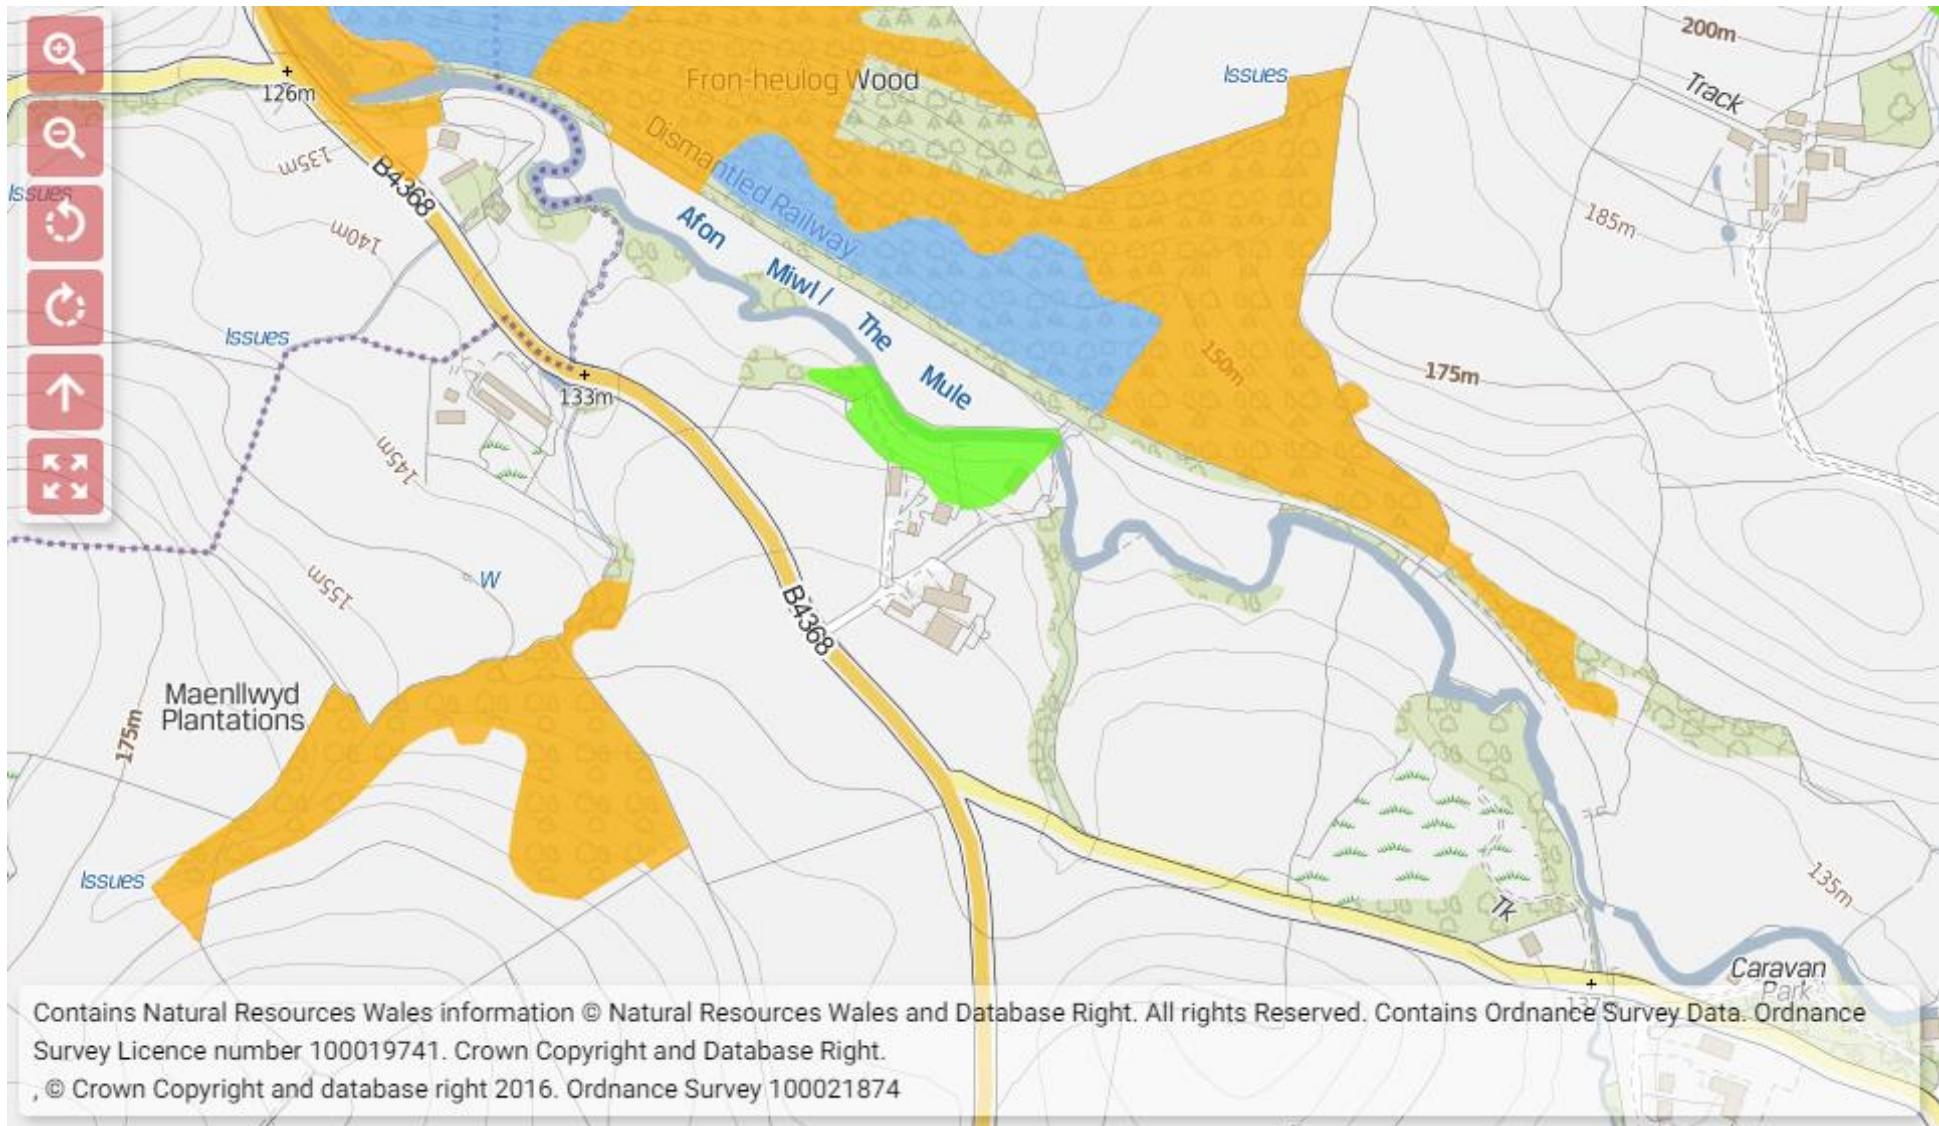 200m
Issues
Track
Fron-heulog Wood
126m
Dismantled Railway
135m
B4368
Issues
185m
Afon
140m
Miwl /
The
Mule
Issues
150m
175m
133m
145m
W
155m
B4368
Maenllwyd
Plantations
175m
Issues
135m
Tk
Caravan
Park
137m
Contains Natural Resources Wales information © Natural Resources Wales and Database Right. All rights Reserved. Contains Ordnance Survey Data. Ordnance
Survey Licence number 100019741. Crown Copyright and Database Right.
, © Crown Copyright and database right 2016. Ordnance Survey 100021874